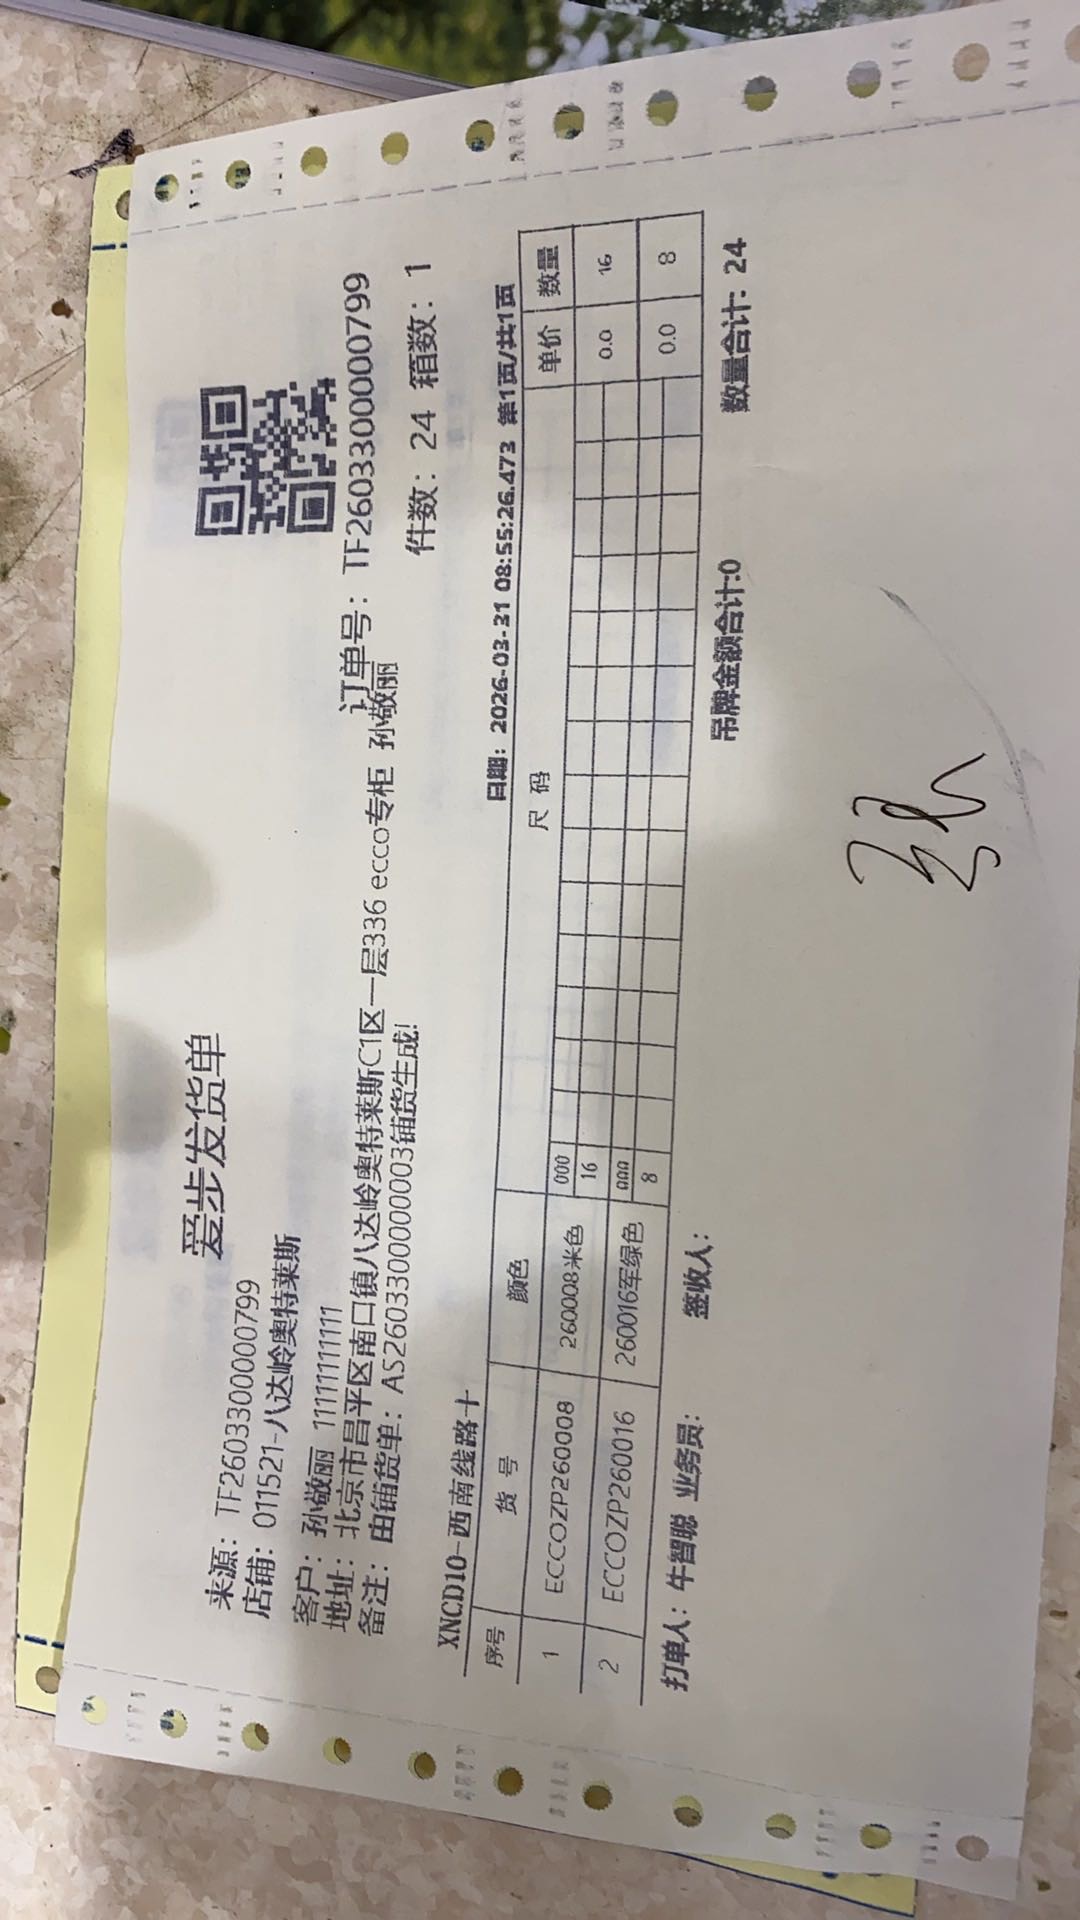 爱步发货单
来源：TF260330000799
店铺：011521-八达岭奥特莱斯
订单号：TF260330000799
客户：孙敬丽 11111111111
地址：北京市昌平区南口镇八达岭奥特莱斯C1区一层336 ecco专柜 孙敬丽
备注：由铺货单：AS260330000003铺货生成!
件数：24 箱数：1
XNCD10-西南线路十
日期：2026-03-31 08:55:26.473 第1页/共1页
序号 货号 颜色 尺码 单价 数量
1 ECCOZP260008 260008米色 000 0.0 16
16
2 ECCOZP260016 260016军绿色 000 0.0 8
8
打单人：牛智聪 业务员： 签收人： 吊牌金额合计:0 数量合计：24